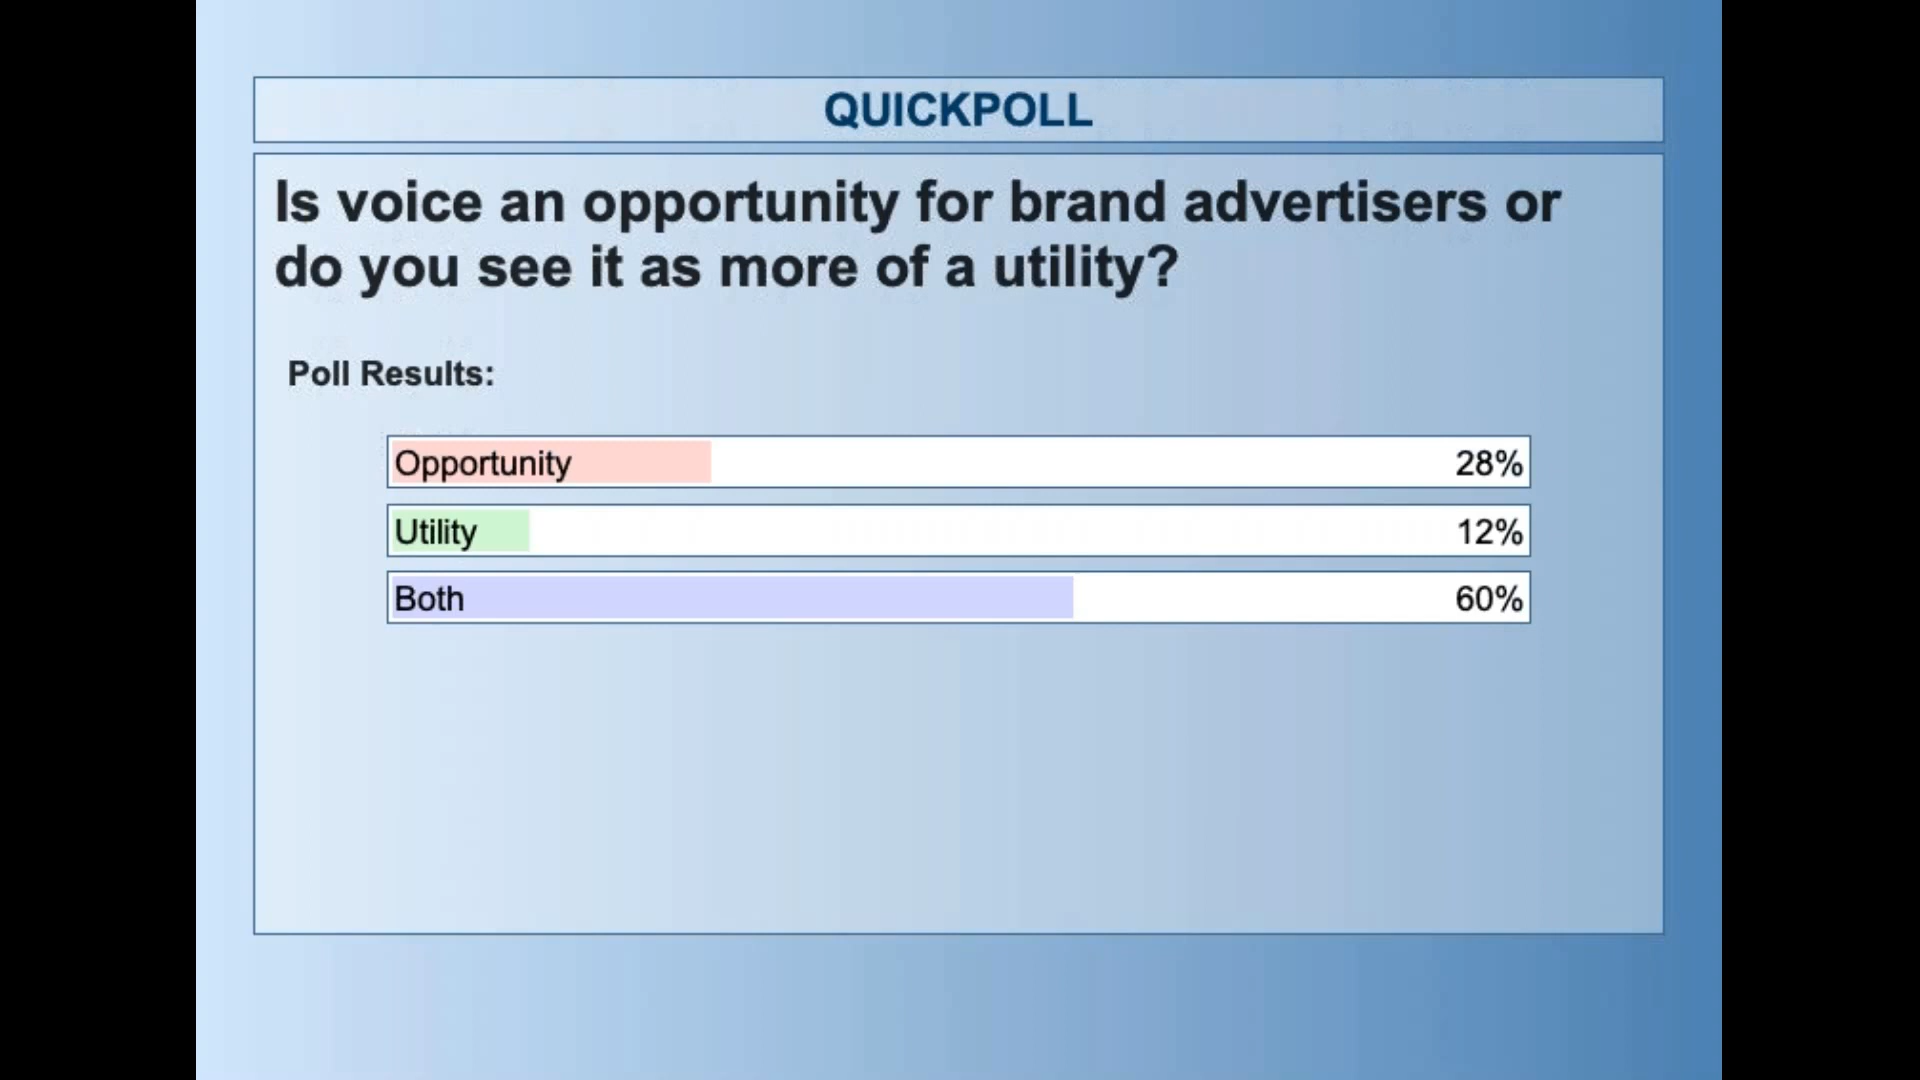 QUICKPOLL
Is voice an opportunity for brand advertisers or
do you see it as more of a utility?
Poll Results:
Opportunity 28%
Utility 12%
Both 60%